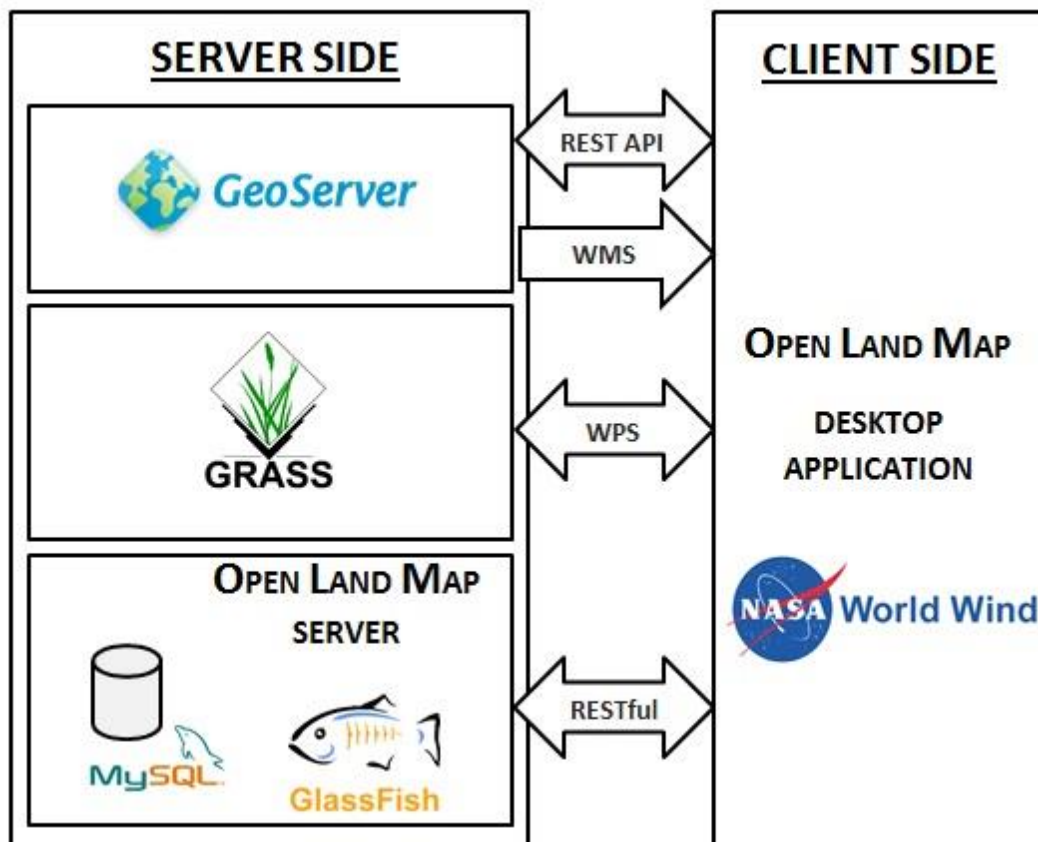 SERVER SIDE
GeoServer
GRASS
OPEN LAND MAP
SERVER
MySQL
GlassFish
REST API
WMS
WPS
RESTful
CLIENT SIDE
OPEN LAND MAP
DESKTOP
APPLICATION
NASA World Wind